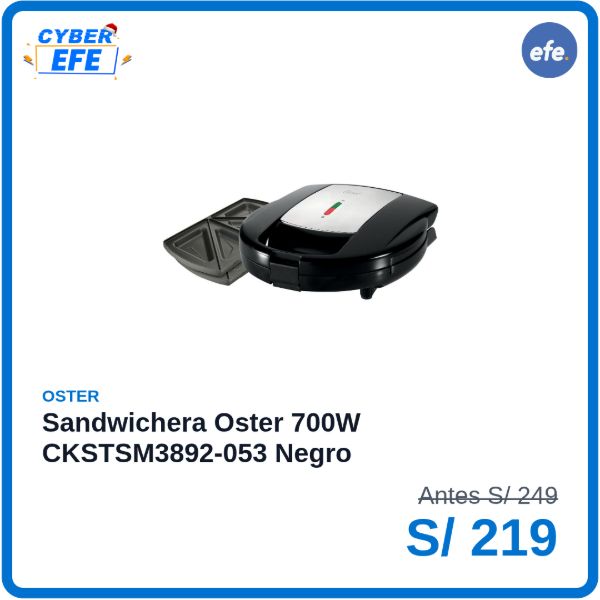 CYBER
EFE
efe.
OSTER
Sandwichera Oster 700W
CKSTSM3892-053 Negro
Antes S/ 249
S/ 219